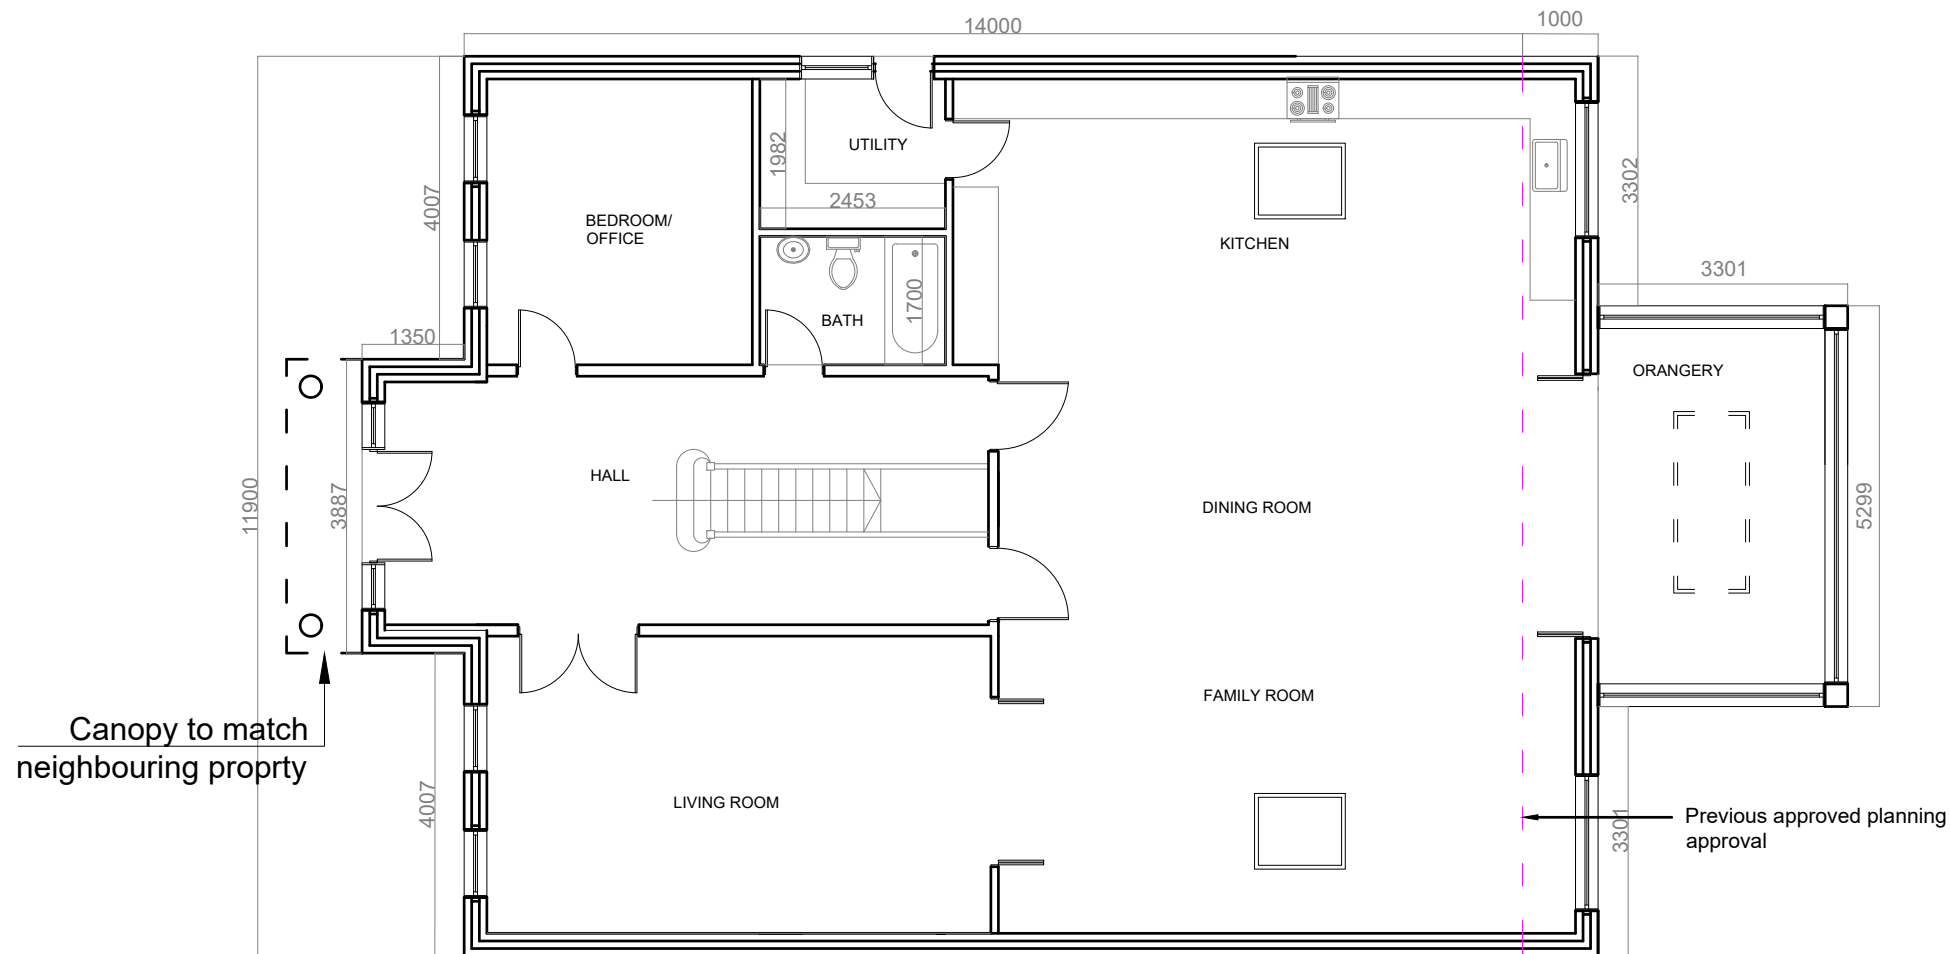 14000
1000
UTILITY
1982
2453
4007
BEDROOM/
OFFICE
KITCHEN
3302
3301
1350
BATH
1700
ORANGERY
HALL
11900
3887
DINING ROOM
5299
FAMILY ROOM
Canopy to match
neighbouring proprty
4007
LIVING ROOM
3301
Previous approved planning
approval